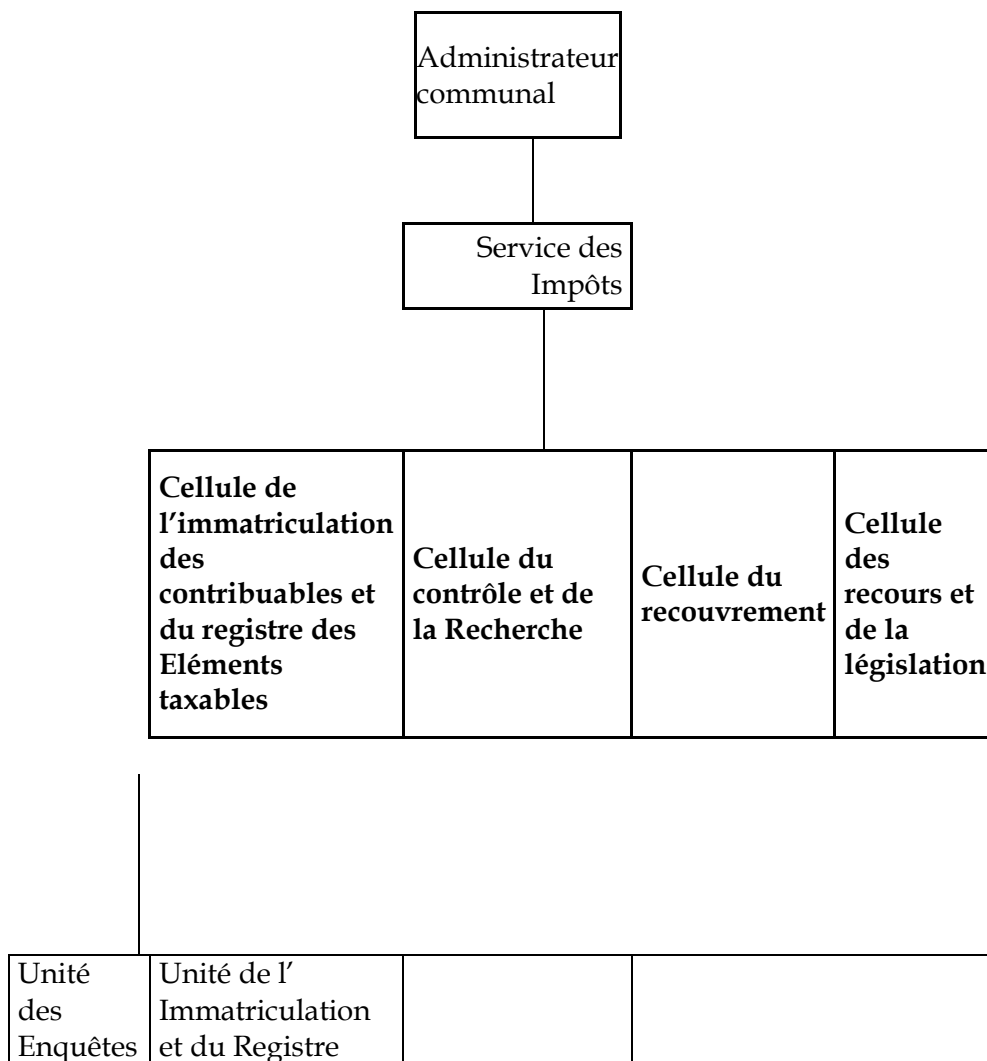 Administrateur
communal
Service des
Impôts
Cellule de
l’immatriculation
des
contribuables et
du registre des
Eléments
taxables
Cellule du
contrôle et de
la Recherche
Cellule du
recouvrement
Cellule
des
recours et
de la
législation
Unité
des
Enquêtes
Unité de l’
Immatriculation
et du Registre